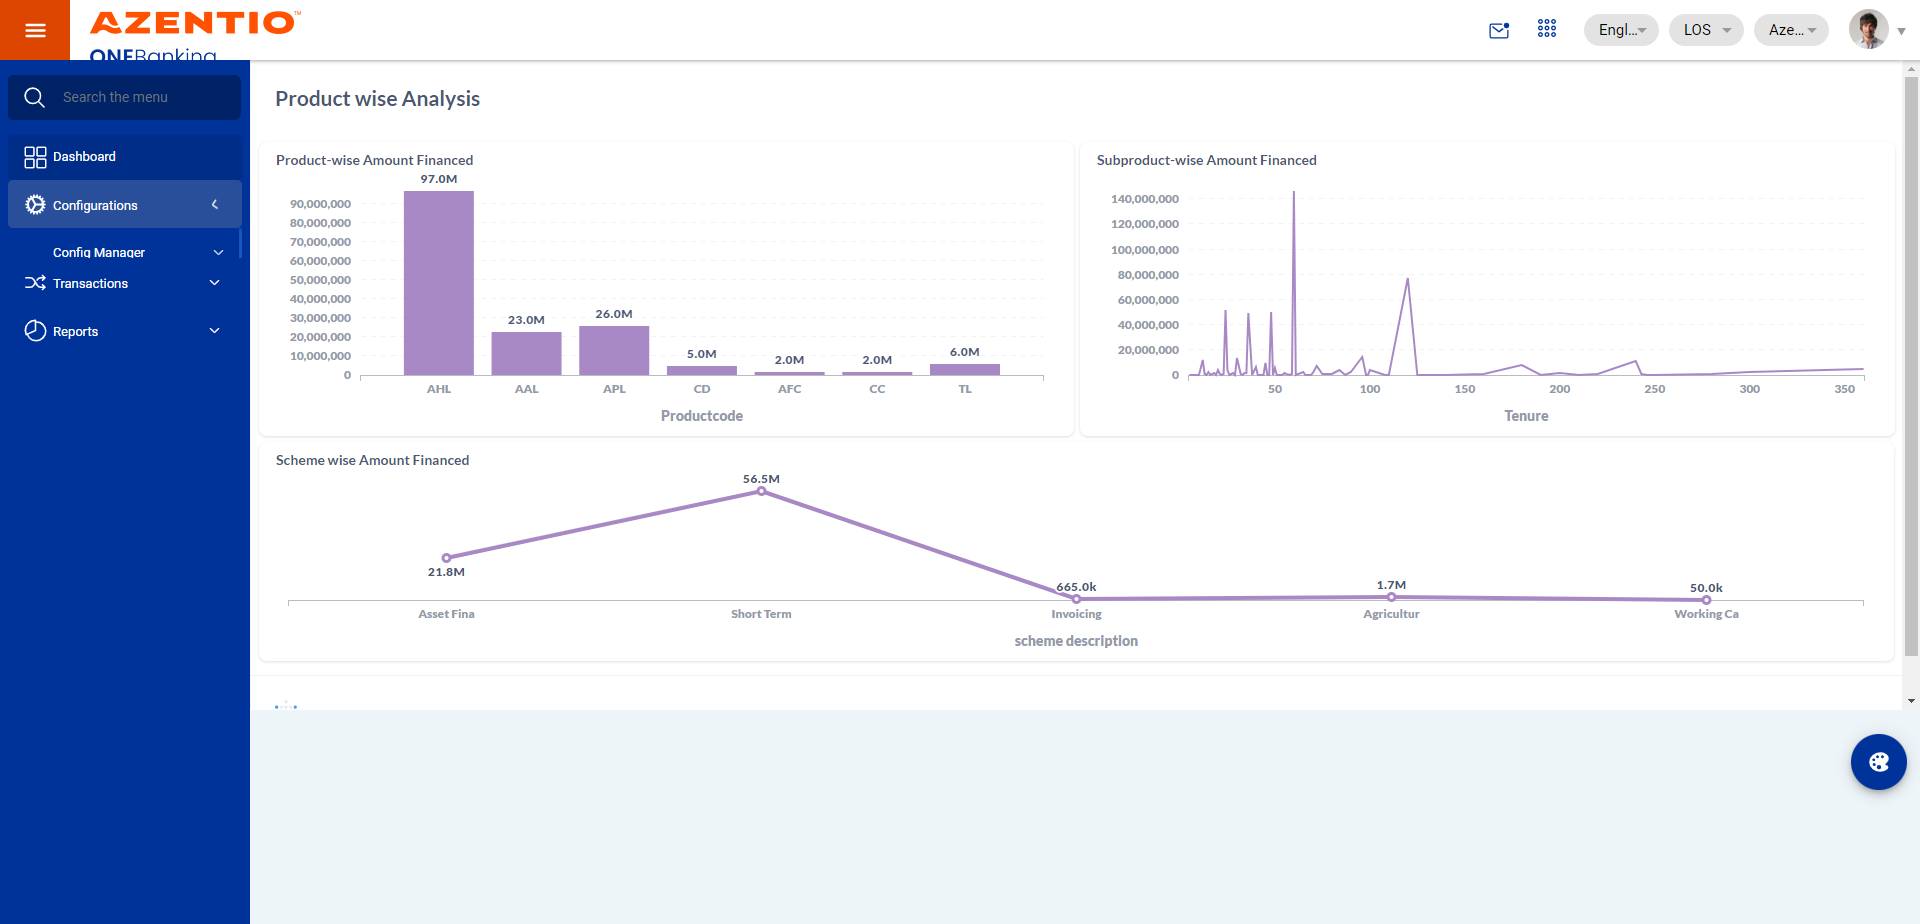 AZENTIO™
ONEBanking
Engl...
LOS
Aze...
Search the menu
Dashboard
Configurations
Config Manager
Transactions
Reports
Product wise Analysis
Product-wise Amount Financed
97.0M
90,000,000
80,000,000
70,000,000
60,000,000
50,000,000
40,000,000
30,000,000
20,000,000
10,000,000
0
23.0M
26.0M
5.0M
2.0M
2.0M
6.0M
AHL
AAL
APL
CD
AFC
CC
TL
Productcode
Subproduct-wise Amount Financed
140,000,000
120,000,000
100,000,000
80,000,000
60,000,000
40,000,000
20,000,000
0
50
100
150
200
250
300
350
Tenure
Scheme wise Amount Financed
56.5M
21.8M
665.0k
1.7M
50.0k
Asset Fina
Short Term
Invoicing
Agricultur
Working Ca
scheme description